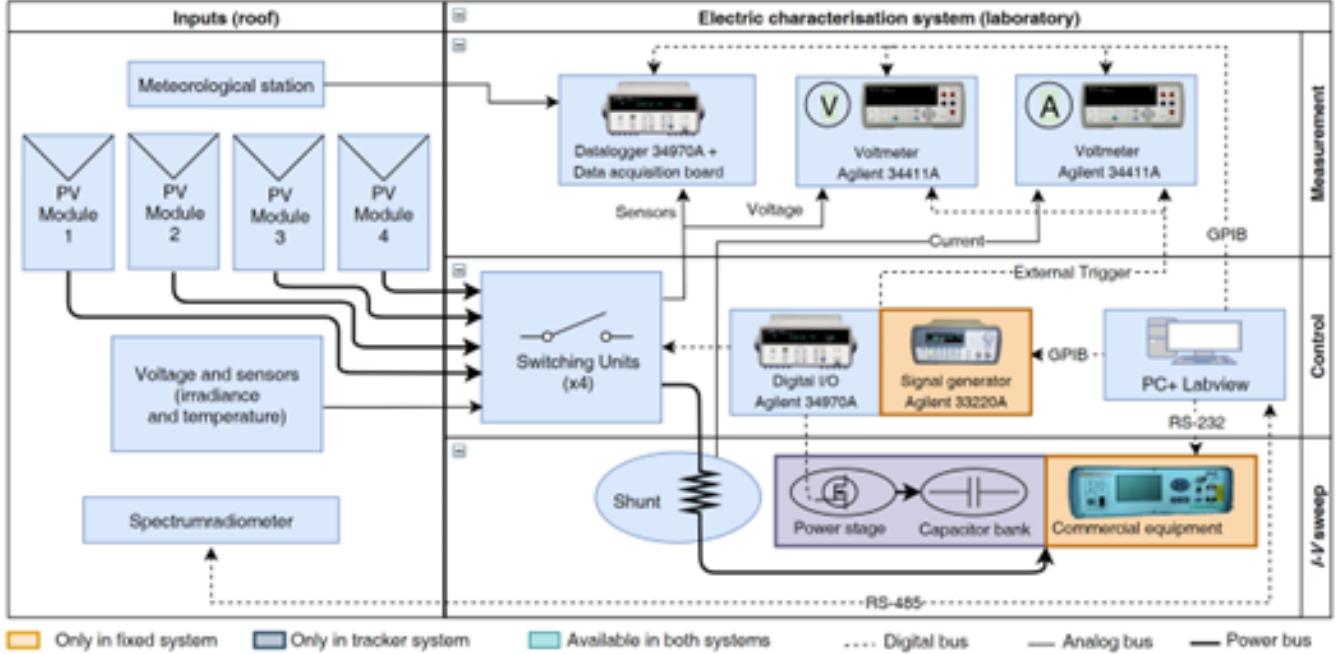 Inputs (roof)
Electric characterisation system (laboratory)
Meteorological station
PV
Module
1
PV
Module
2
PV
Module
3
PV
Module
4
Voltage and sensors
(irradiance
and temperature)
Spectrumradiometer
Datalogger 34970A +
Data acquisition board
V
Voltmeter
Agilent 34411A
A
Voltmeter
Agilent 34411A
Measurement
Sensors
Voltage
Current
GPIB
External Trigger
Switching Units
(x4)
Digital I/O
Agilent 34970A
Signal generator
Agilent 33220A
GPIB
PC+ Labview
RS-232
Control
Shunt
Power stage
Capacitor bank
Commercial equipment
I-V sweep
RS-485
Only in fixed system
Only in tracker system
Available in both systems
Digital bus
Analog bus
Power bus